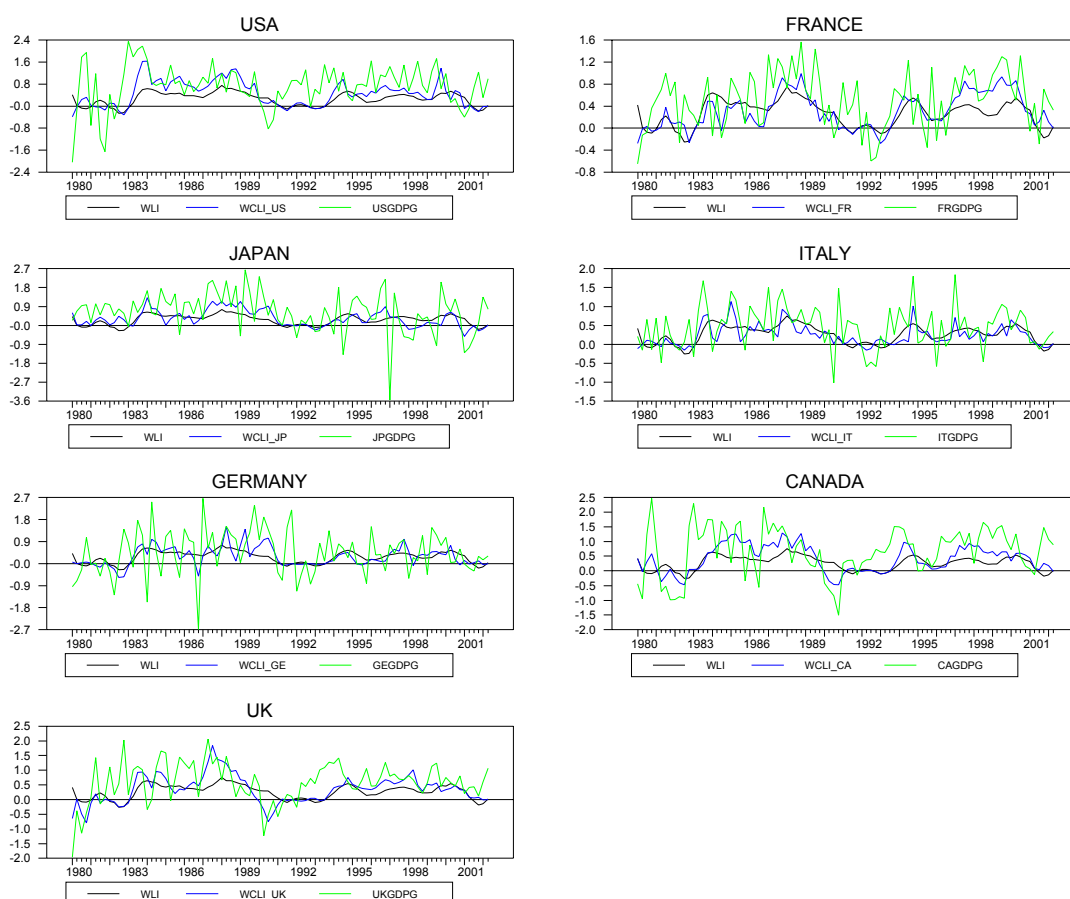 USA
2.4
1.6
0.8
-0.0
-0.8
-1.6
-2.4
1980 1983 1986 1989 1992 1995 1998 2001
WLI WCLI_US USGDPG
FRANCE
1.6
1.2
0.8
0.4
0.0
-0.4
-0.8
1980 1983 1986 1989 1992 1995 1998 2001
WLI WCLI_FR FRGDPG
JAPAN
2.7
1.8
0.9
-0.0
-0.9
-1.8
-2.7
-3.6
1980 1983 1986 1989 1992 1995 1998 2001
WLI WCLI_JP JPGDPG
ITALY
2.0
1.5
1.0
0.5
0.0
-0.5
-1.0
-1.5
1980 1983 1986 1989 1992 1995 1998 2001
WLI WCLI_IT ITGDPG
GERMANY
2.7
1.8
0.9
-0.0
-0.9
-1.8
-2.7
1980 1983 1986 1989 1992 1995 1998 2001
WLI WCLI_GE GEGDPG
CANADA
2.5
2.0
1.5
1.0
0.5
0.0
-0.5
-1.0
-1.5
-2.0
1980 1983 1986 1989 1992 1995 1998 2001
WLI WCLI_CA CAGDPG
UK
2.5
2.0
1.5
1.0
0.5
0.0
-0.5
-1.0
-1.5
-2.0
1980 1983 1986 1989 1992 1995 1998 2001
WLI WCLI_UK UKGDPG